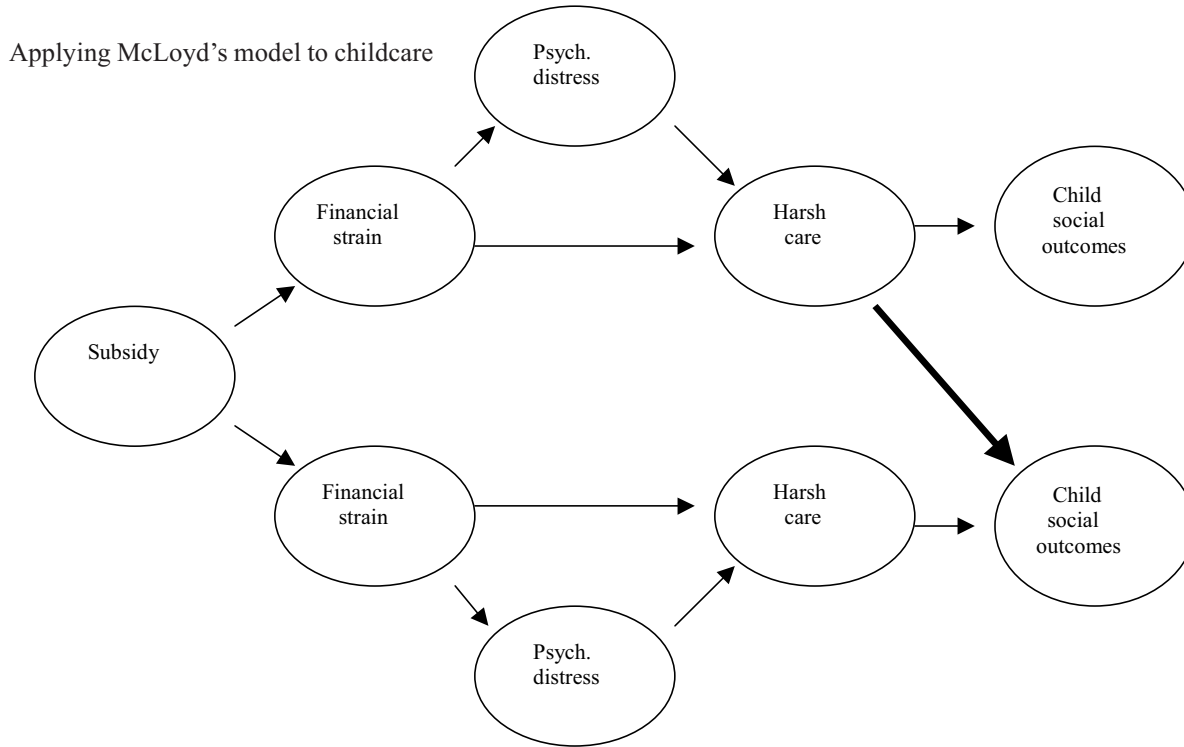 Applying McLoyd’s model to childcare
Psych.
distress
Financial
strain
Harsh
care
Child
social
outcomes
Subsidy
Financial
strain
Harsh
care
Child
social
outcomes
Psych.
distress